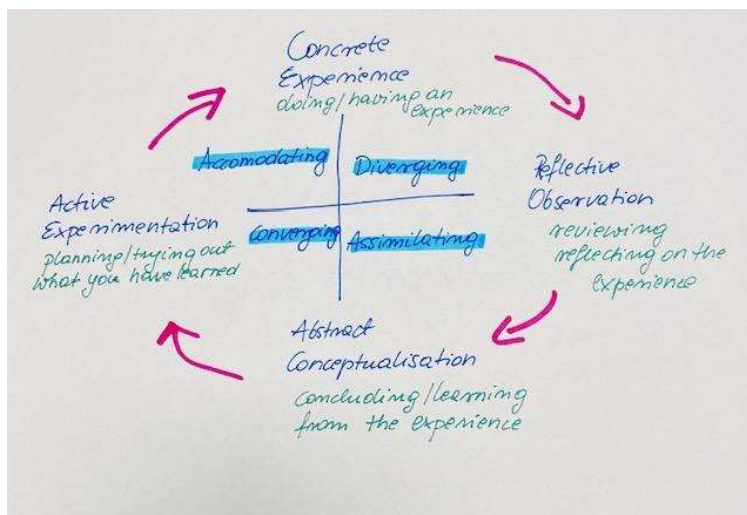 Concrete
Experience
doing/having an
experience
Accomodating
Diverging
Reflective
Observation
reviewing
reflecting on the
experience
Active
Experimentation
planning/trying out
what you have learned
Converging
Assimilating
Abstract
Conceptualisation
concluding/learning
from the experience